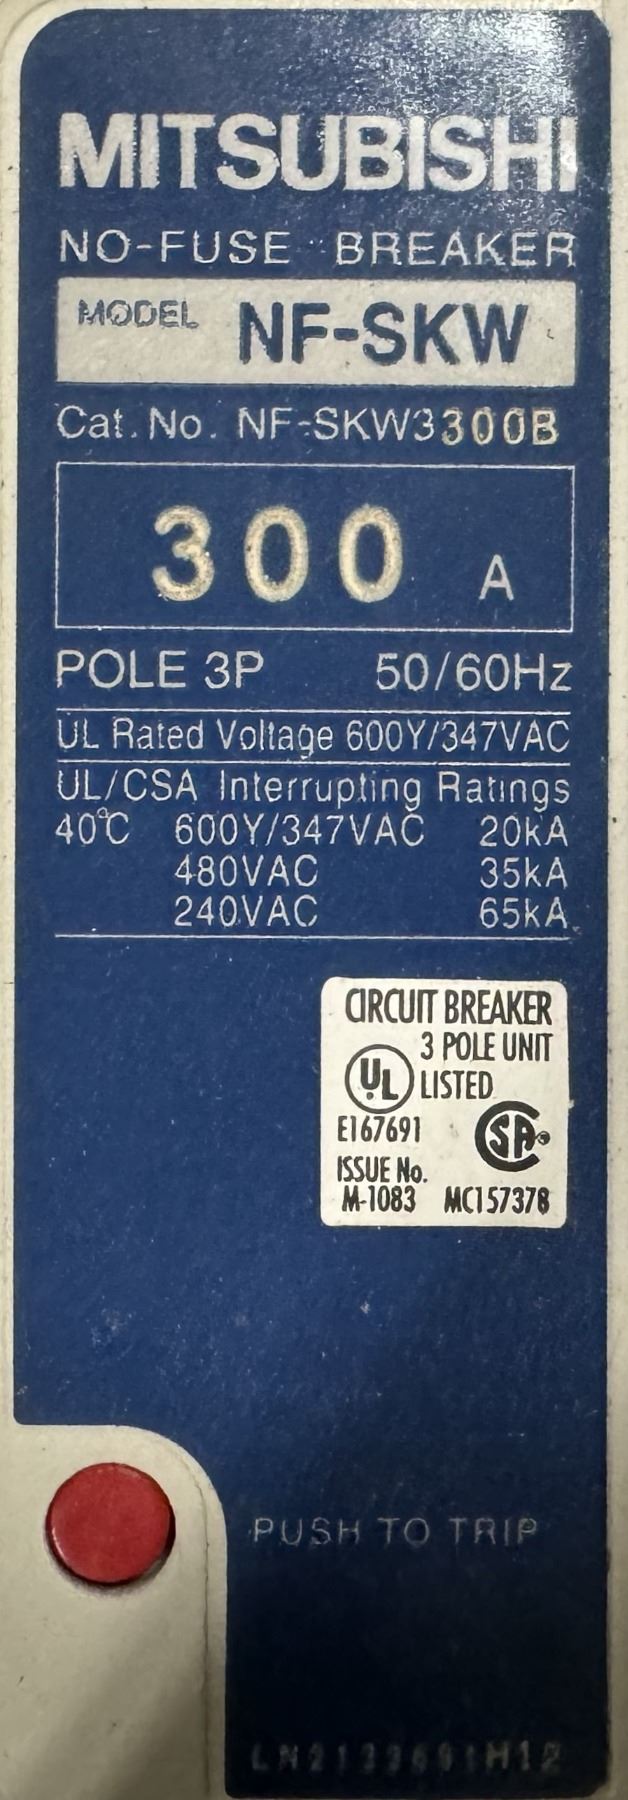 MITSUBISHI
NO-FUSE BREAKER
MODEL NF-SKW
Cat. No. NF-SKW3300B
300 A
POLE 3P 50/60Hz
UL Rated Voltage 600Y/347VAC
UL/CSA Interrupting Ratings
40℃ 600Y/347VAC 20kA
480VAC 35kA
240VAC 65kA
CIRCUIT BREAKER
3 POLE UNIT
UL LISTED
E167691 SA
ISSUE No.
M-1083 MC157378
PUSH TO TRIP